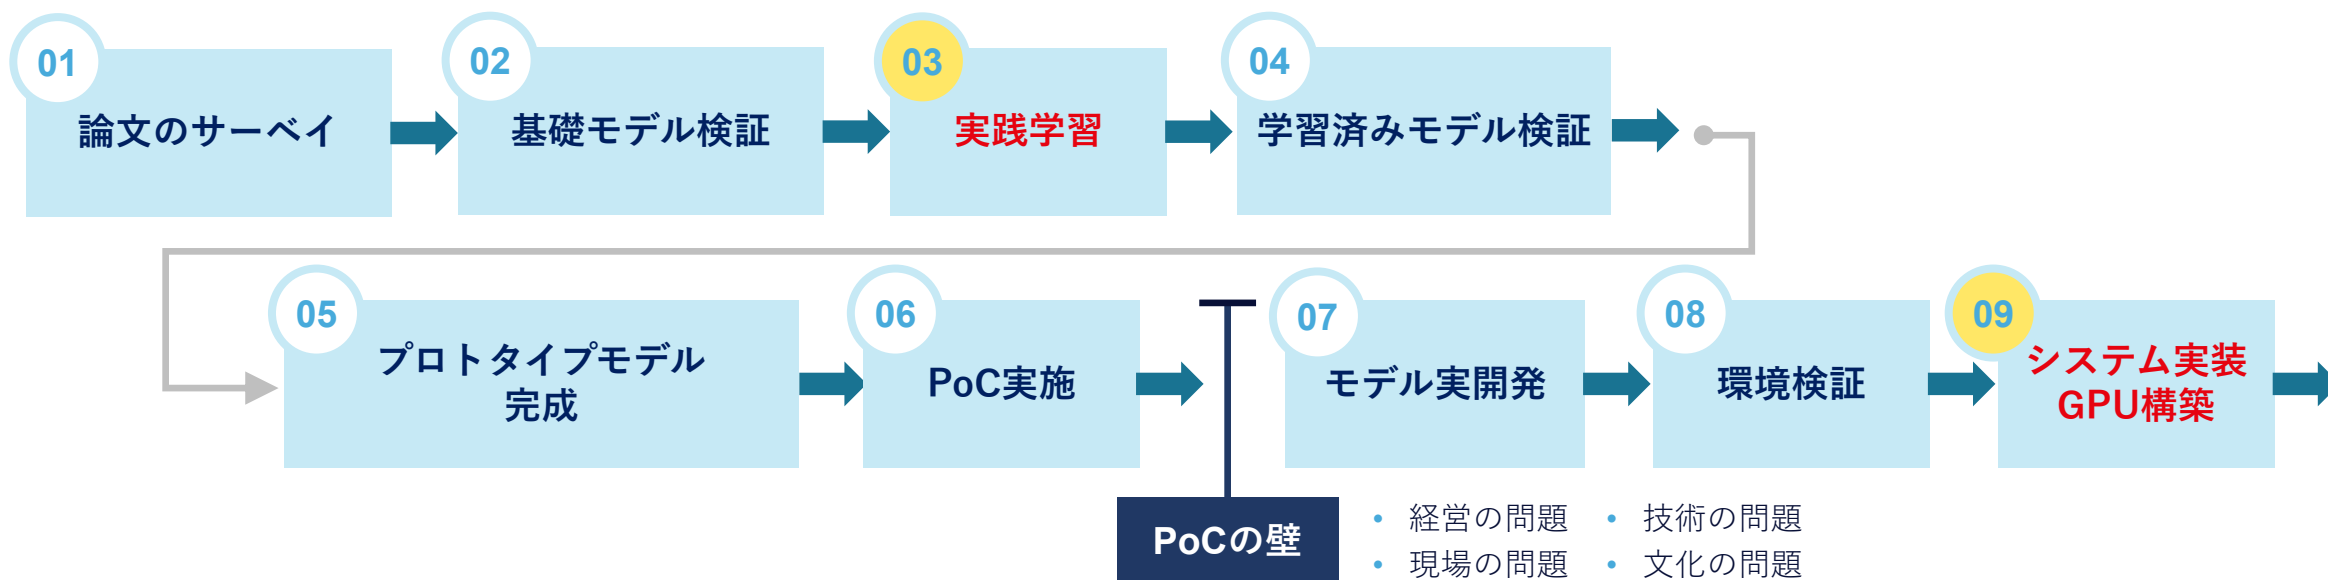 01
論文のサーベイ
02
基礎モデル検証
03
実践学習
04
学習済みモデル検証
05
プロトタイプモデル
完成
06
PoC実施
07
モデル実開発
08
環境検証
09
システム実装
GPU構築
PoCの壁
• 経営の問題 • 技術の問題
• 現場の問題 • 文化の問題